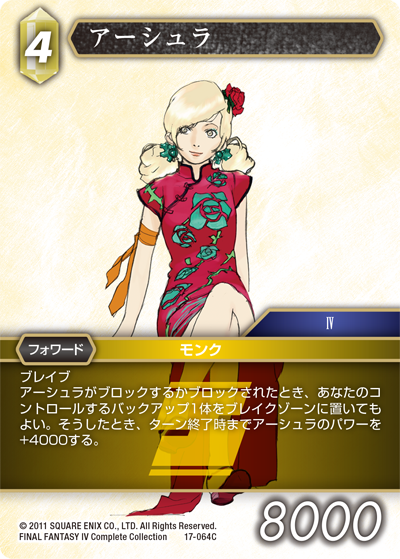 4
アーシュラ
IV
フォワード
モンク
ブレイブ
アーシュラがブロックするかブロックされたとき、あなたのコ
ントロールするバックアップ1体をブレイクゾーンに置いても
よい。そうしたとき、ターン終了時までアーシュラのパワーを
+4000する。
© 2011 SQUARE ENIX CO., LTD. All Rights Reserved.
FINAL FANTASY IV Complete Collection 17-064C
8000